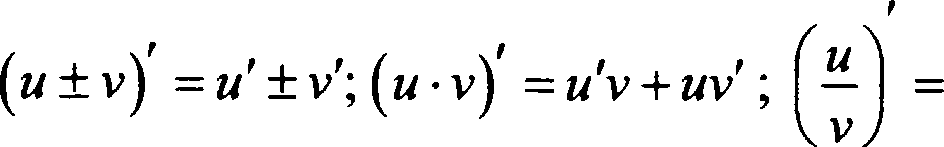 (u ± v)′ = u′ ± v′; (u · v)′ = u′v + uv′ ; (u/v)′ =